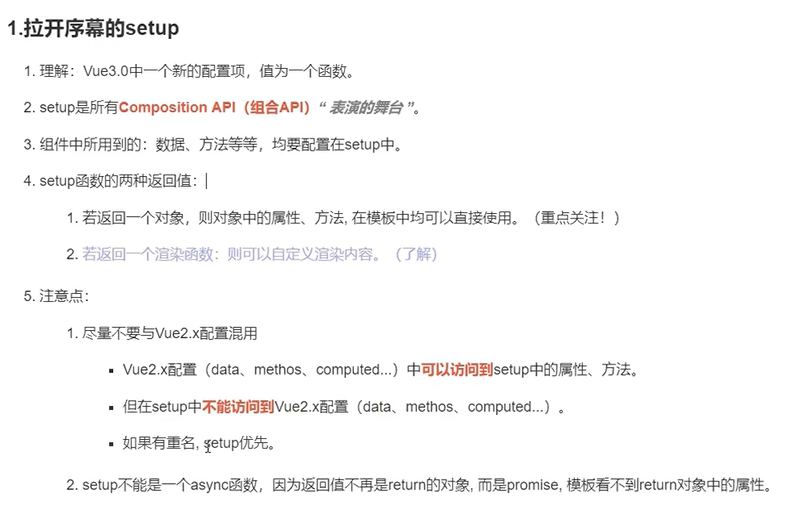 1.拉开序幕的setup
1. 理解：Vue3.0中一个新的配置项，值为一个函数。
2. setup是所有Composition API（组合API）“ 表演的舞台 ”。
3. 组件中所用到的：数据、方法等等，均要配置在setup中。
4. setup函数的两种返回值：
1. 若返回一个对象，则对象中的属性、方法, 在模板中均可以直接使用。（重点关注！）
2. 若返回一个渲染函数：则可以自定义渲染内容。（了解）
5. 注意点：
1. 尽量不要与Vue2.x配置混用
▪ Vue2.x配置（data、methos、computed...）中可以访问到setup中的属性、方法。
▪ 但在setup中不能访问到Vue2.x配置（data、methos、computed...）。
▪ 如果有重名, setup优先。
2. setup不能是一个async函数，因为返回值不再是return的对象, 而是promise, 模板看不到return对象中的属性。